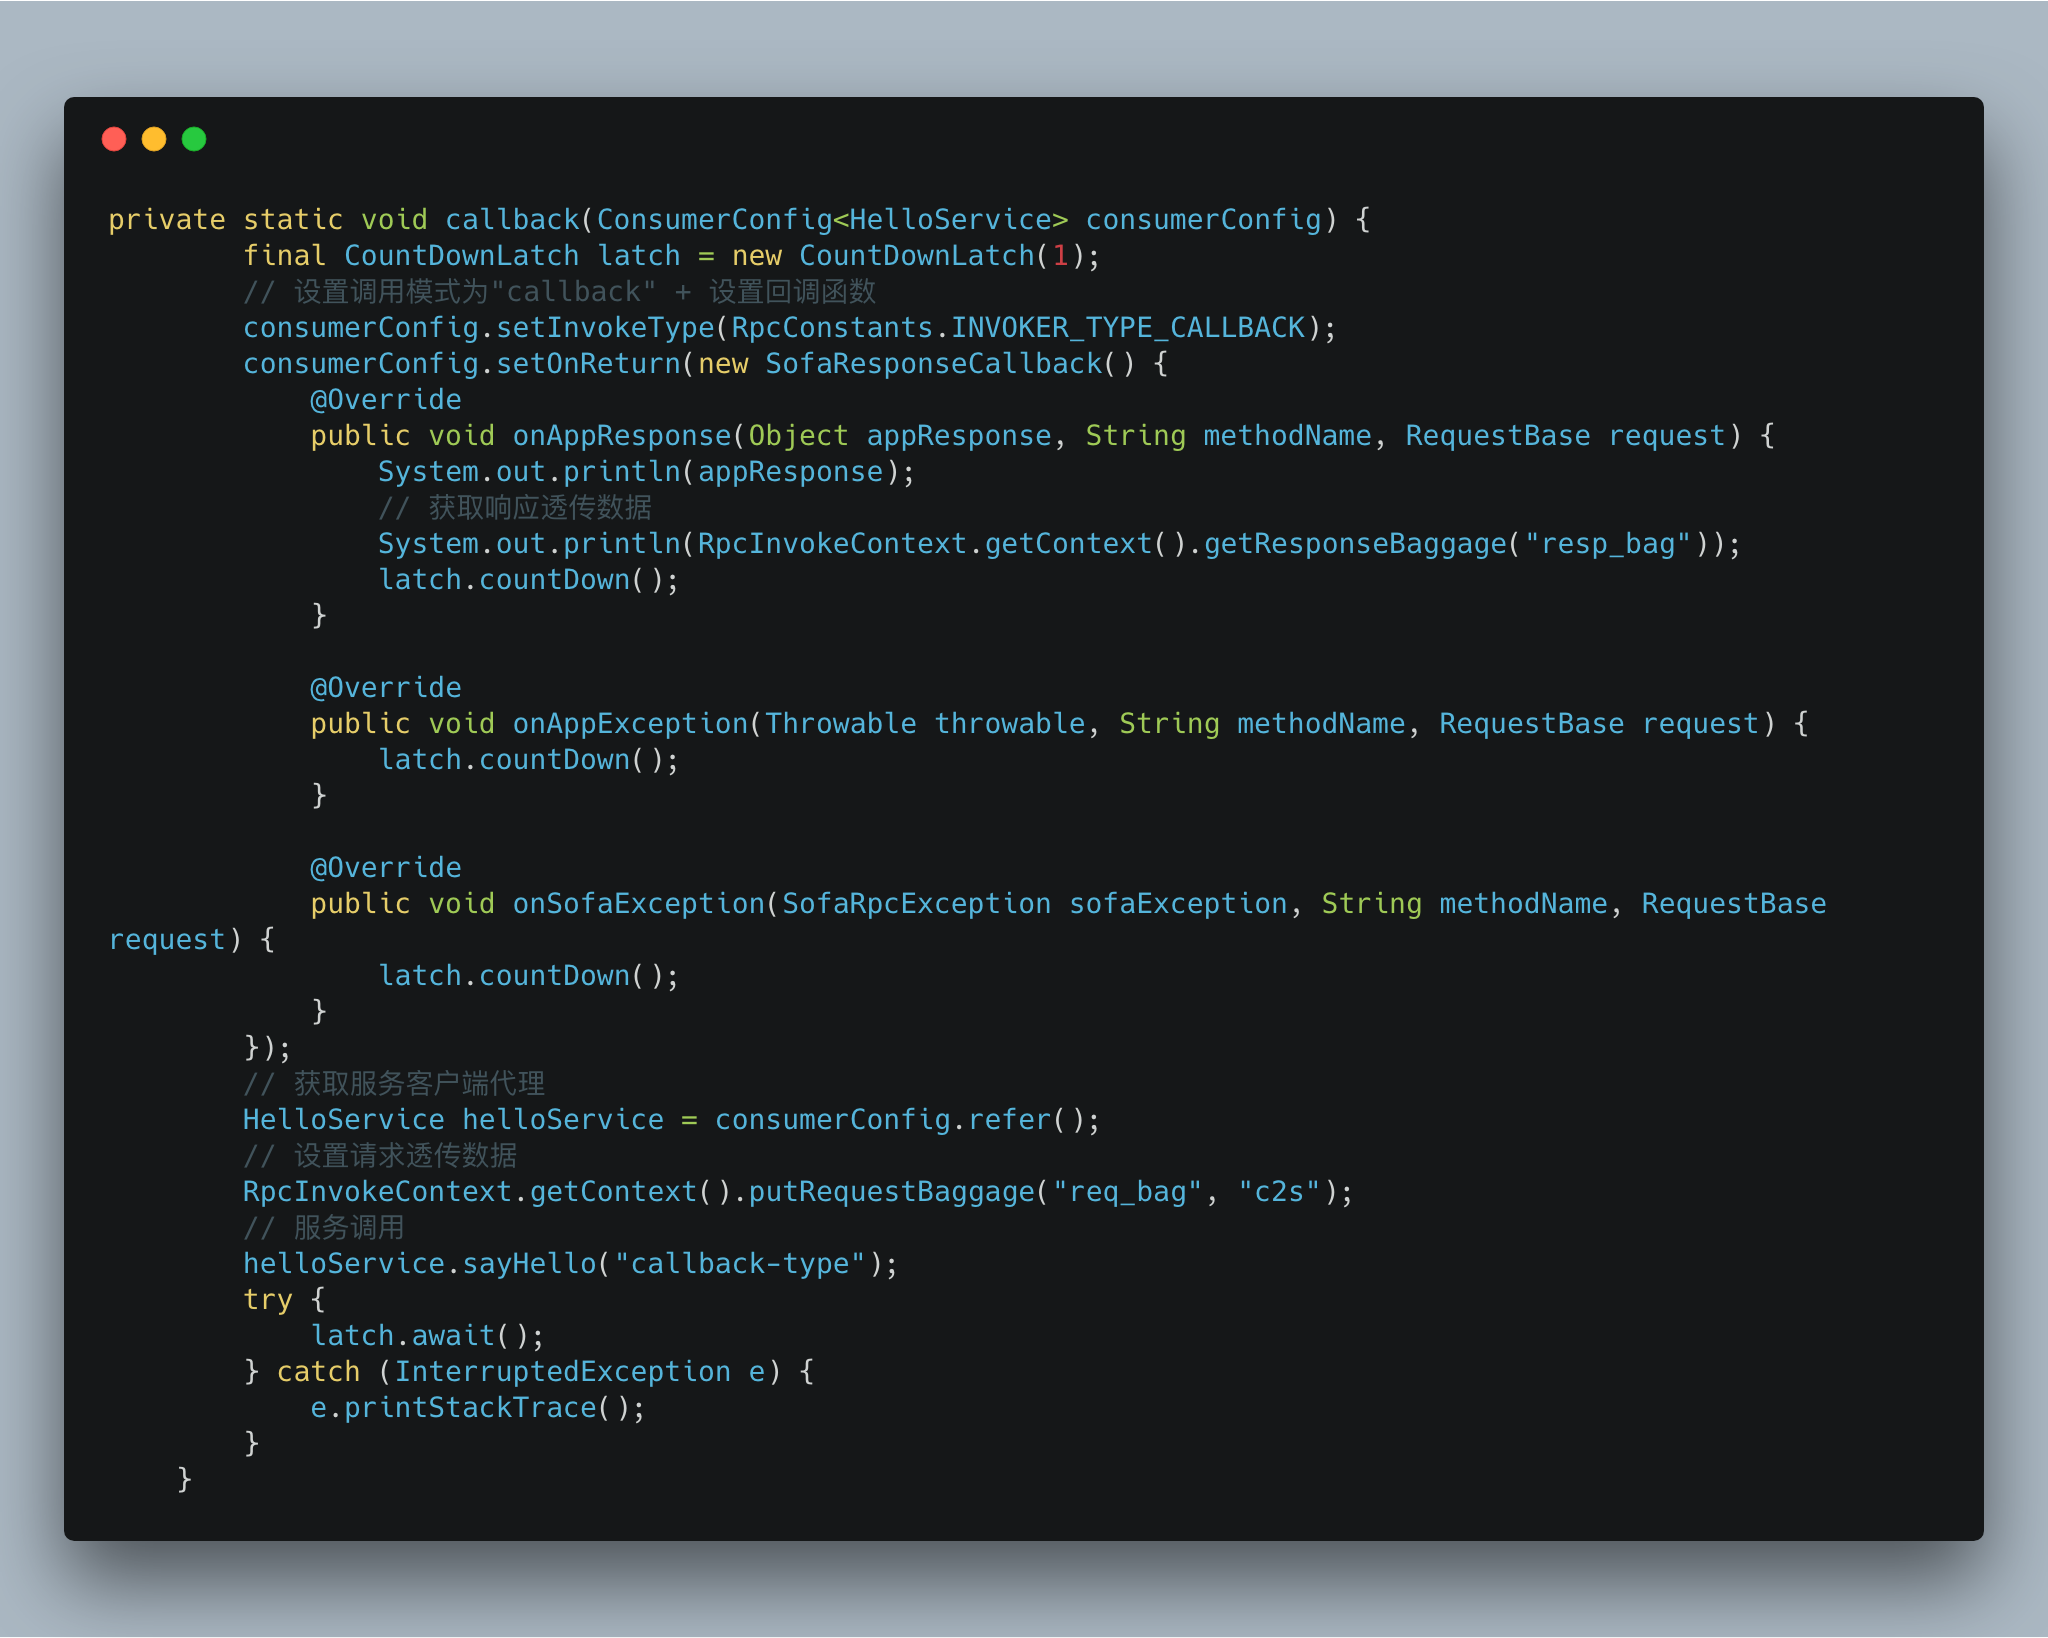 private static void callback(ConsumerConfig<HelloService> consumerConfig) {
        final CountDownLatch latch = new CountDownLatch(1);
        // 设置调用模式为"callback" + 设置回调函数
        consumerConfig.setInvokeType(RpcConstants.INVOKER_TYPE_CALLBACK);
        consumerConfig.setOnReturn(new SofaResponseCallback() {
            @Override
            public void onAppResponse(Object appResponse, String methodName, RequestBase request) {
                System.out.println(appResponse);
                // 获取响应透传数据
                System.out.println(RpcInvokeContext.getContext().getResponseBaggage("resp_bag"));
                latch.countDown();
            }

            @Override
            public void onAppException(Throwable throwable, String methodName, RequestBase request) {
                latch.countDown();
            }

            @Override
            public void onSofaException(SofaRpcException sofaException, String methodName, RequestBase
request) {
                latch.countDown();
            }
        });
        // 获取服务客户端代理
        HelloService helloService = consumerConfig.refer();
        // 设置请求透传数据
        RpcInvokeContext.getContext().putRequestBaggage("req_bag", "c2s");
        // 服务调用
        helloService.sayHello("callback-type");
        try {
            latch.await();
        } catch (InterruptedException e) {
            e.printStackTrace();
        }
    }